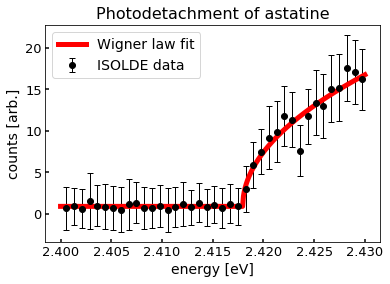 Photodetachment of astatine
Wigner law fit
ISOLDE data
counts [arb.]
20
15
10
5
0
2.400 2.405 2.410 2.415 2.420 2.425 2.430
energy [eV]